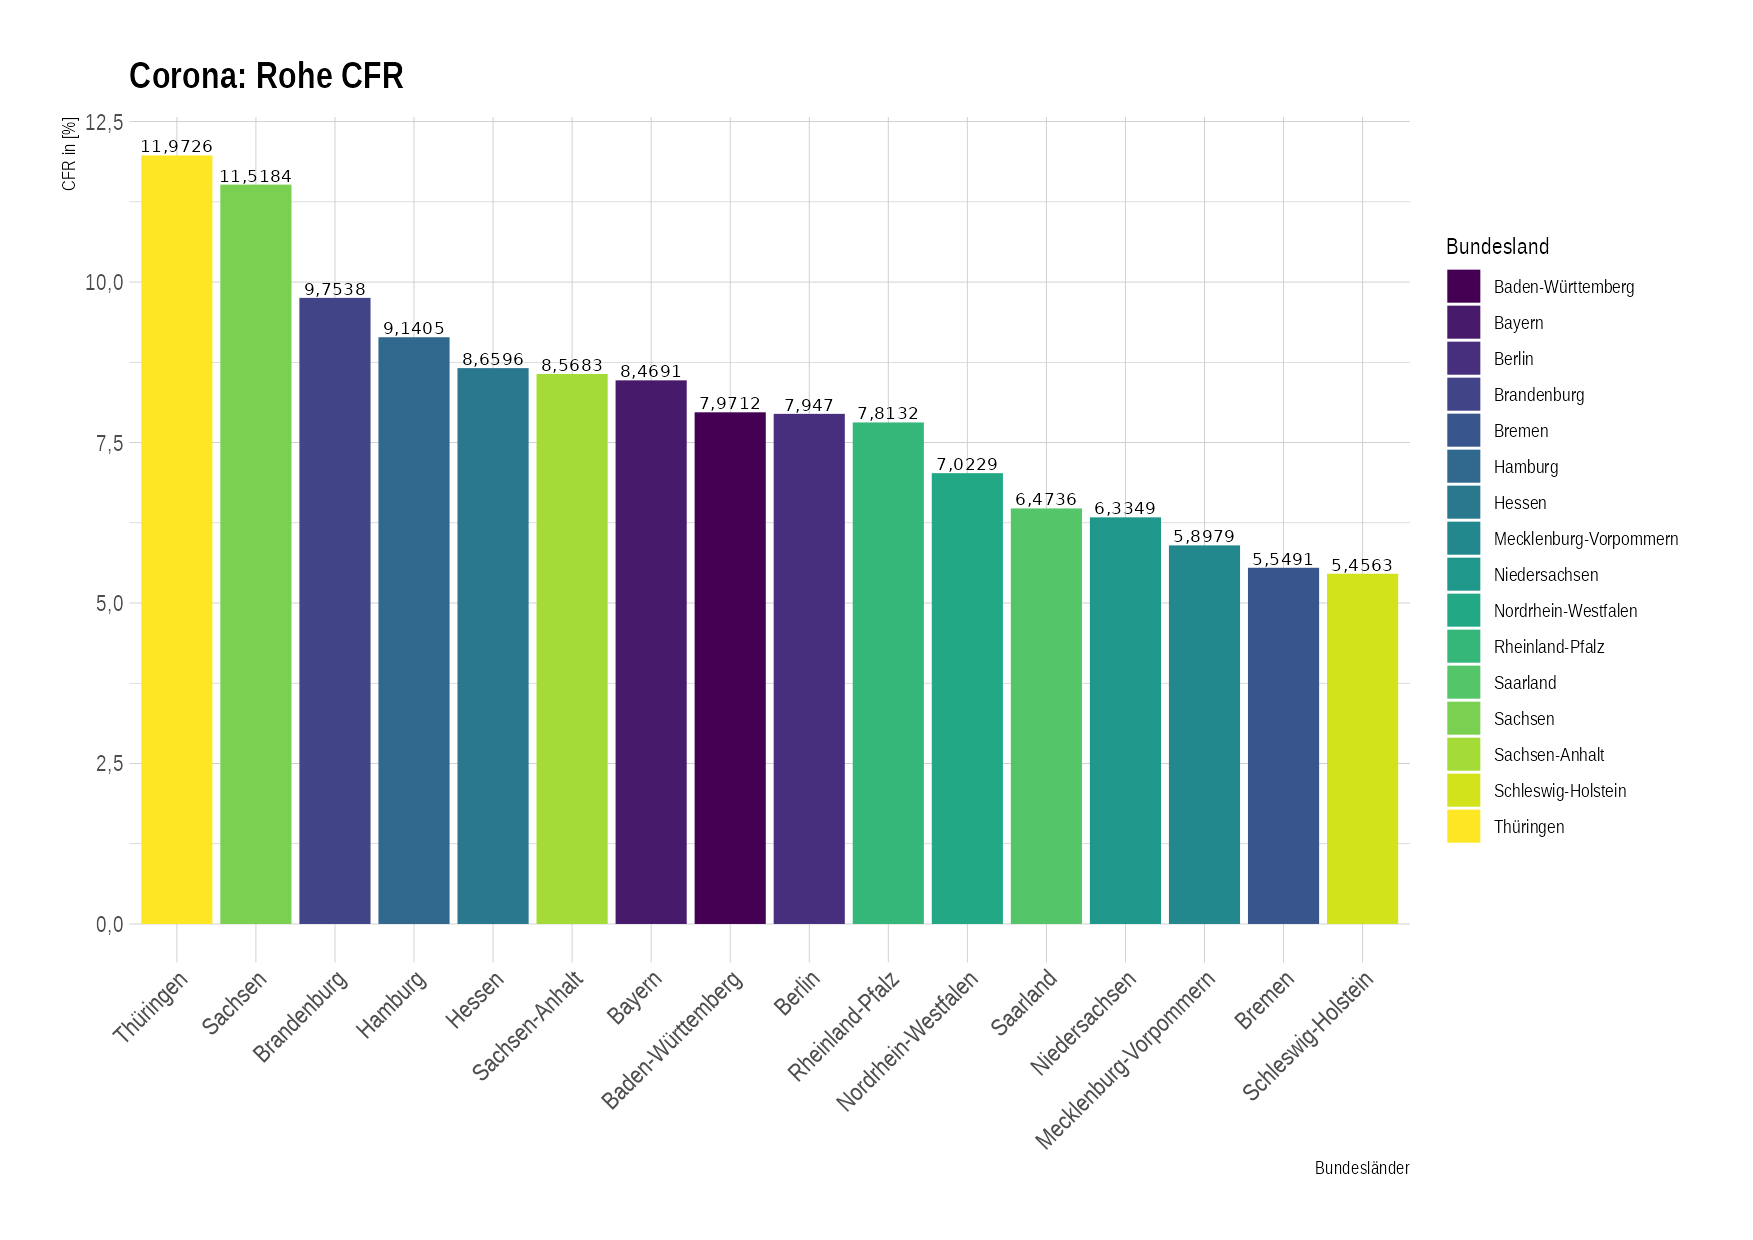 Corona: Rohe CFR
CFR in [%]
12,5
10,0
7,5
5,0
2,5
0,0
11,9726
11,5184
9,7538
9,1405
8,6596
8,5683
8,4691
7,9712
7,947
7,8132
7,0229
6,4736
6,3349
5,8979
5,5491
5,4563
Thüringen
Sachsen
Brandenburg
Hamburg
Hessen
Sachsen-Anhalt
Bayern
Baden-Württemberg
Berlin
Rheinland-Pfalz
Nordrhein-Westfalen
Saarland
Niedersachsen
Mecklenburg-Vorpommern
Bremen
Schleswig-Holstein
Bundesländer
Bundesland
Baden-Württemberg
Bayern
Berlin
Brandenburg
Bremen
Hamburg
Hessen
Mecklenburg-Vorpommern
Niedersachsen
Nordrhein-Westfalen
Rheinland-Pfalz
Saarland
Sachsen
Sachsen-Anhalt
Schleswig-Holstein
Thüringen